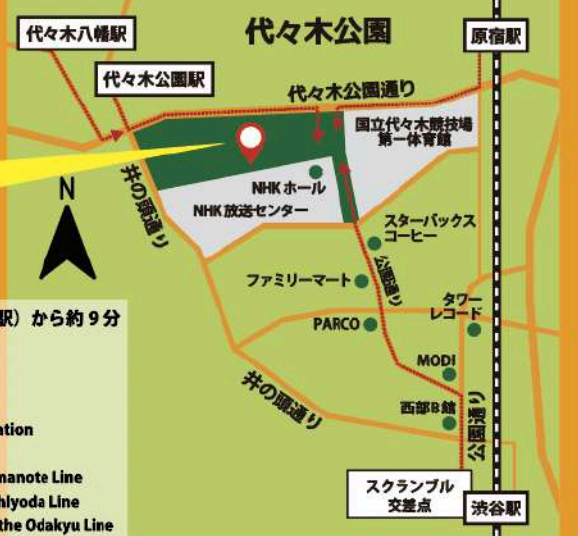 代々木八幡駅
代々木公園
原宿駅
代々木公園駅
代々木公園通り
国立代々木競技場
第一体育館
井の頭通り
NHKホール
NHK放送センター
N
スターバックス
コーヒー
公園通り
ファミリーマート
タワー
レコード
PARCO
駅）から約9分
MODI
井の頭通り
西部B館
公園通り
ation
manote Line
hiyoda Line
the Odakyu Line
スクランブル
交差点
渋谷駅